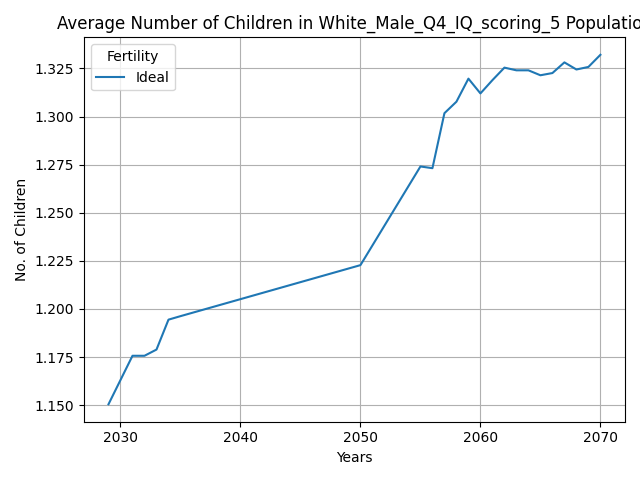 Average Number of Children in White_Male_Q4_IQ_scoring_5 Populatio
Fertility
Ideal
No. of Children
1.325
1.300
1.275
1.250
1.225
1.200
1.175
1.150
2030 2040 2050 2060 2070
Years